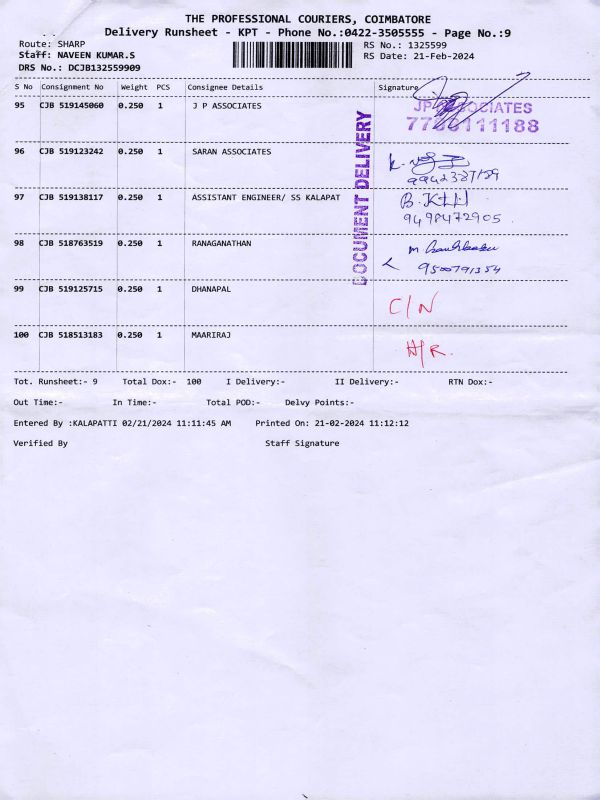 THE PROFESSIONAL COURIERS, COIMBATORE
Delivery Runsheet - KPT - Phone No.:0422-3505555 - Page No.:9
Route: SHARP RS No.: 1325599
Staff: NAVEEN KUMAR.S RS Date: 21-Feb-2024
DRS No.: DCJB132559909
S No Consignment No Weight PCS Consignee Details Signature
95 CJB 519145060 0.250 1 J P ASSOCIATES JP ASSOCIATES
111188
DOCUMENT DELIVERY
96 CJB 519123242 0.250 1 SARAN ASSOCIATES
97 CJB 519138117 0.250 1 ASSISTANT ENGINEER/ SS KALAPAT
9498472905
98 CJB 518763519 0.250 1 RANAGANATHAN
9500791354
99 CJB 519125715 0.250 1 DHANAPAL C/N
100 CJB 518513183 0.250 1 MAARIRAJ
Tot. Runsheet:- 9 Total Dox:- 100 I Delivery:- II Delivery:- RTN Dox:-
Out Time:- In Time:- Total POD:- Delvy Points:-
Entered By :KALAPATTI 02/21/2024 11:11:45 AM Printed On: 21-02-2024 11:12:12
Verified By Staff Signature